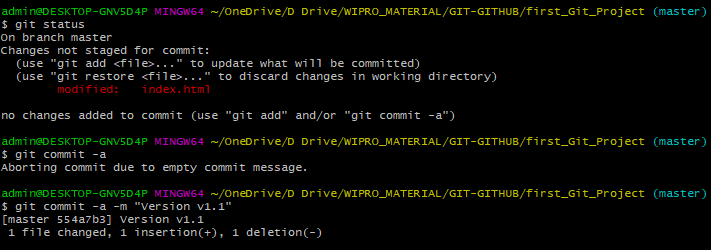 admin@DESKTOP-GNV5D4P MINGW64 ~/OneDrive/D Drive/WIPRO_MATERIAL/GIT-GITHUB/first_Git_Project (master)
$ git status
On branch master
Changes not staged for commit:
  (use "git add <file>..." to update what will be committed)
  (use "git restore <file>..." to discard changes in working directory)
        modified:   index.html

no changes added to commit (use "git add" and/or "git commit -a")

admin@DESKTOP-GNV5D4P MINGW64 ~/OneDrive/D Drive/WIPRO_MATERIAL/GIT-GITHUB/first_Git_Project (master)
$ git commit -a
Aborting commit due to empty commit message.

admin@DESKTOP-GNV5D4P MINGW64 ~/OneDrive/D Drive/WIPRO_MATERIAL/GIT-GITHUB/first_Git_Project (master)
$ git commit -a -m "Version v1.1"
[master 554a7b3] Version v1.1
 1 file changed, 1 insertion(+), 1 deletion(-)